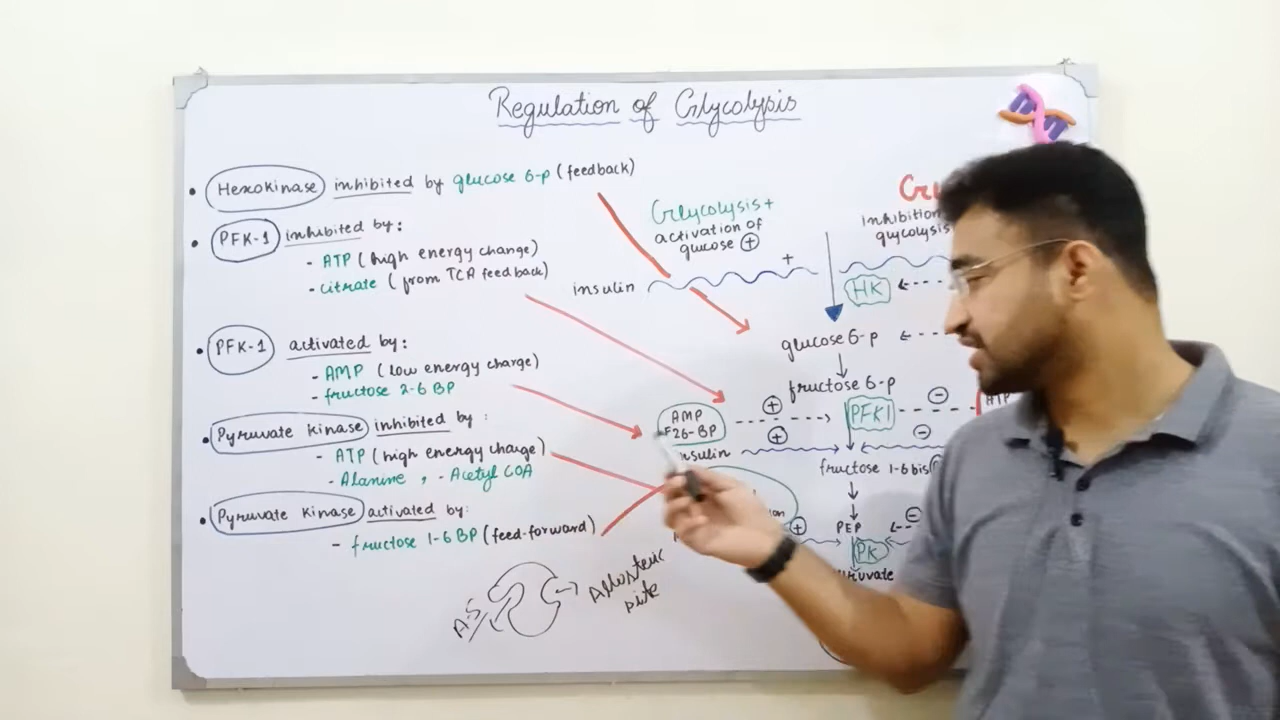 Regulation of Glycolysis
• Hexokinase inhibited by glucose 6-p (feedback)
• PFK-1 inhibited by:
- ATP (high energy change)
- citrate (from TCA feedback)
• PFK-1 activated by:
- AMP (low energy charge)
- fructose 2-6 BP
• Pyruvate kinase inhibited by:
- ATP (high energy chavge)
- Alanine, - Acetyl COA
• Pyruvate kinase activated by:
- fructose 1-6 BP (feed-forward)
AS
Allosteric
site
Glycolysis +
activation of
glucose ⊕
insulin
+
inhibition
glycolysis
HK
glucose 6-p
fructose 6-p
AMP
F26-BP
⊕
PFK1
⊖
ATP
insulin
⊕
⊖
fructose 1-6 bis
⊕
PEP
⊖
PK